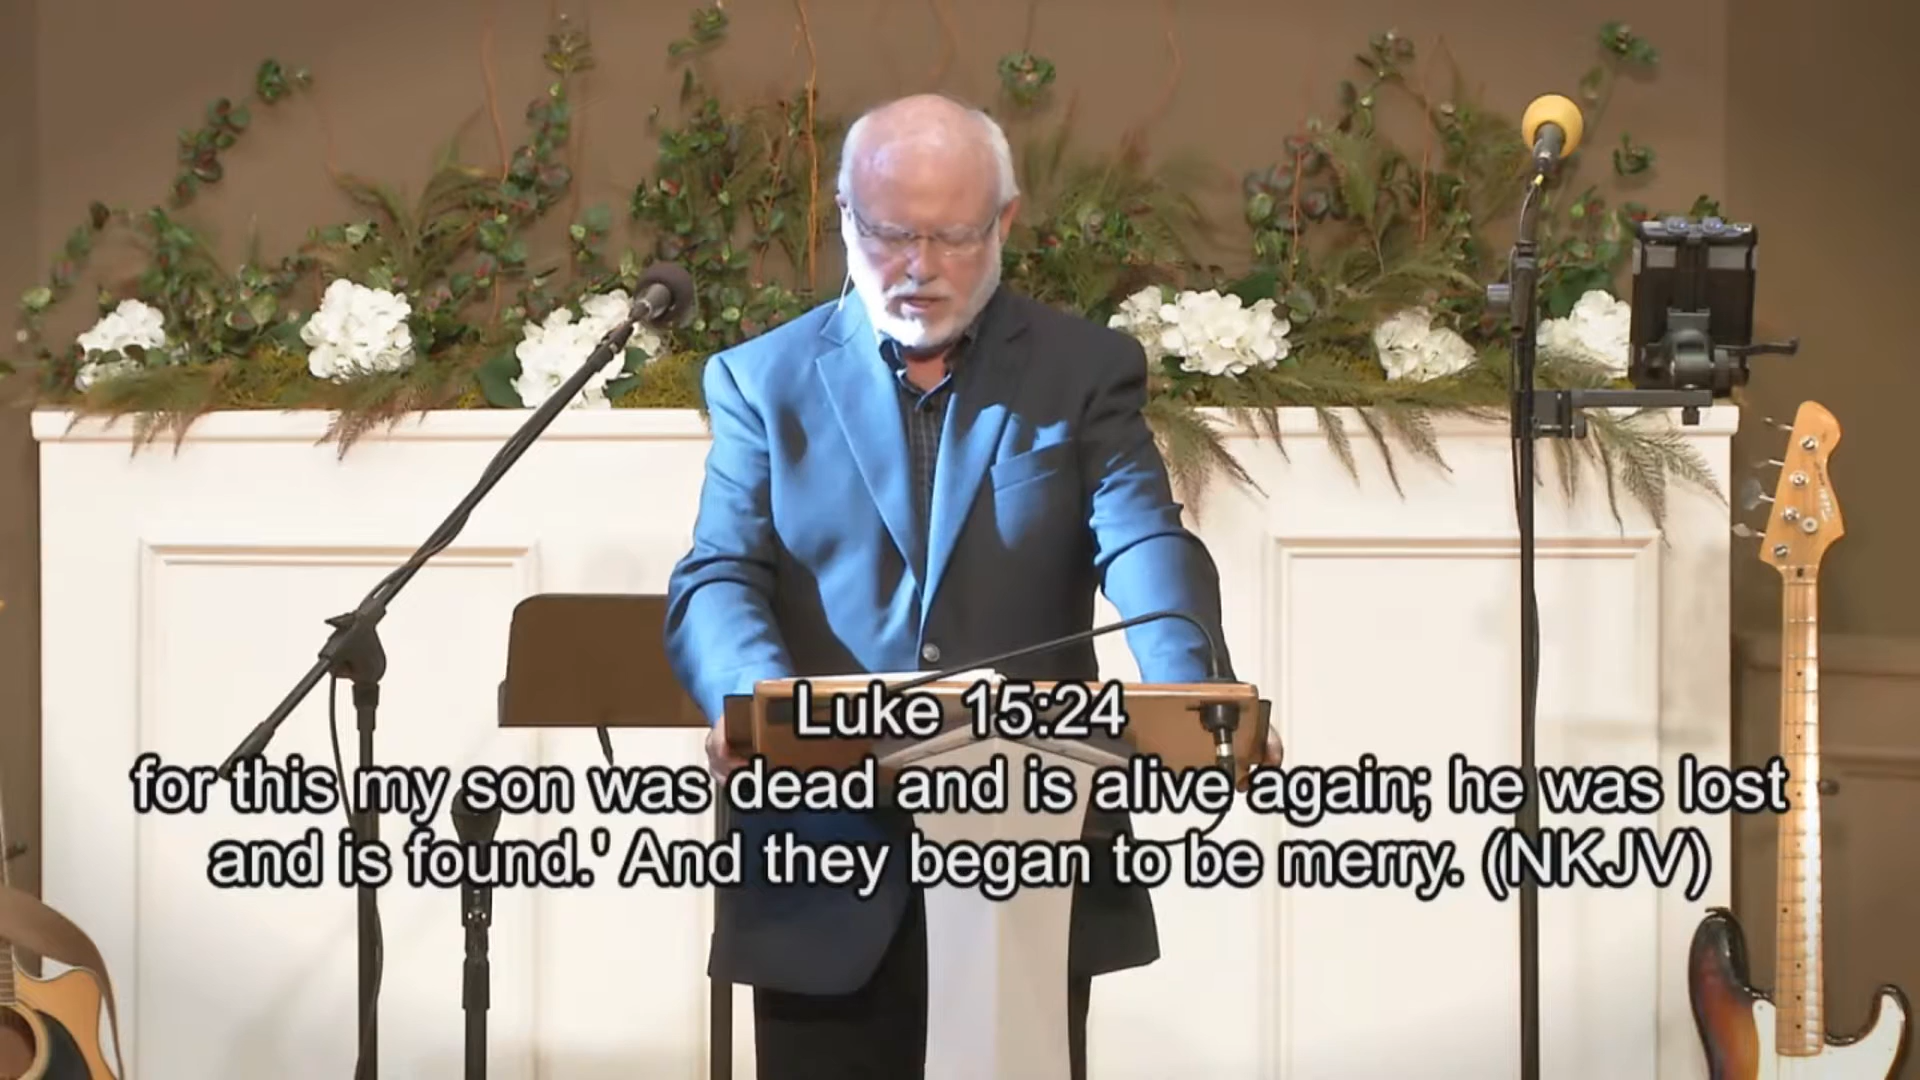 Luke 15:24
for this my son was dead and is alive again; he was lost
and is found.' And they began to be merry. (NKJV)